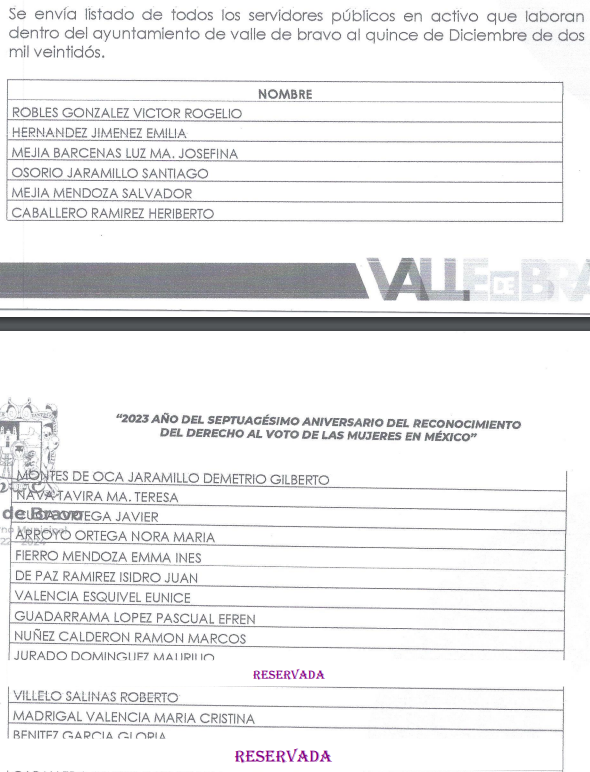 Se envía listado de todos los servidores públicos en activo que laboran
dentro del ayuntamiento de valle de bravo al quince de Diciembre de dos
mil veintidós.
NOMBRE
ROBLES GONZALEZ VICTOR ROGELIO
HERNANDEZ JIMENEZ EMILIA
MEJIA BARCENAS LUZ MA. JOSEFINA
OSORIO JARAMILLO SANTIAGO
MEJIA MENDOZA SALVADOR
CABALLERO RAMIREZ HERIBERTO
VALLE DE BRA
“2023 AÑO DEL SEPTUAGÉSIMO ANIVERSARIO DEL RECONOCIMIENTO
DEL DERECHO AL VOTO DE LAS MUJERES EN MÉXICO”
MONTES DE OCA JARAMILLO DEMETRIO GILBERTO
NAVA TAVIRA MA. TERESA
de Bravo
ORTEGA JAVIER
ARROYO ORTEGA NORA MARIA
2024
FIERRO MENDOZA EMMA INES
DE PAZ RAMIREZ ISIDRO JUAN
VALENCIA ESQUIVEL EUNICE
GUADARRAMA LOPEZ PASCUAL EFREN
NUÑEZ CALDERON RAMON MARCOS
JURADO DOMINGUEZ MAURILIO
RESERVADA
VILLELO SALINAS ROBERTO
MADRIGAL VALENCIA MARIA CRISTINA
BENITEZ GARCIA GLORIA
RESERVADA